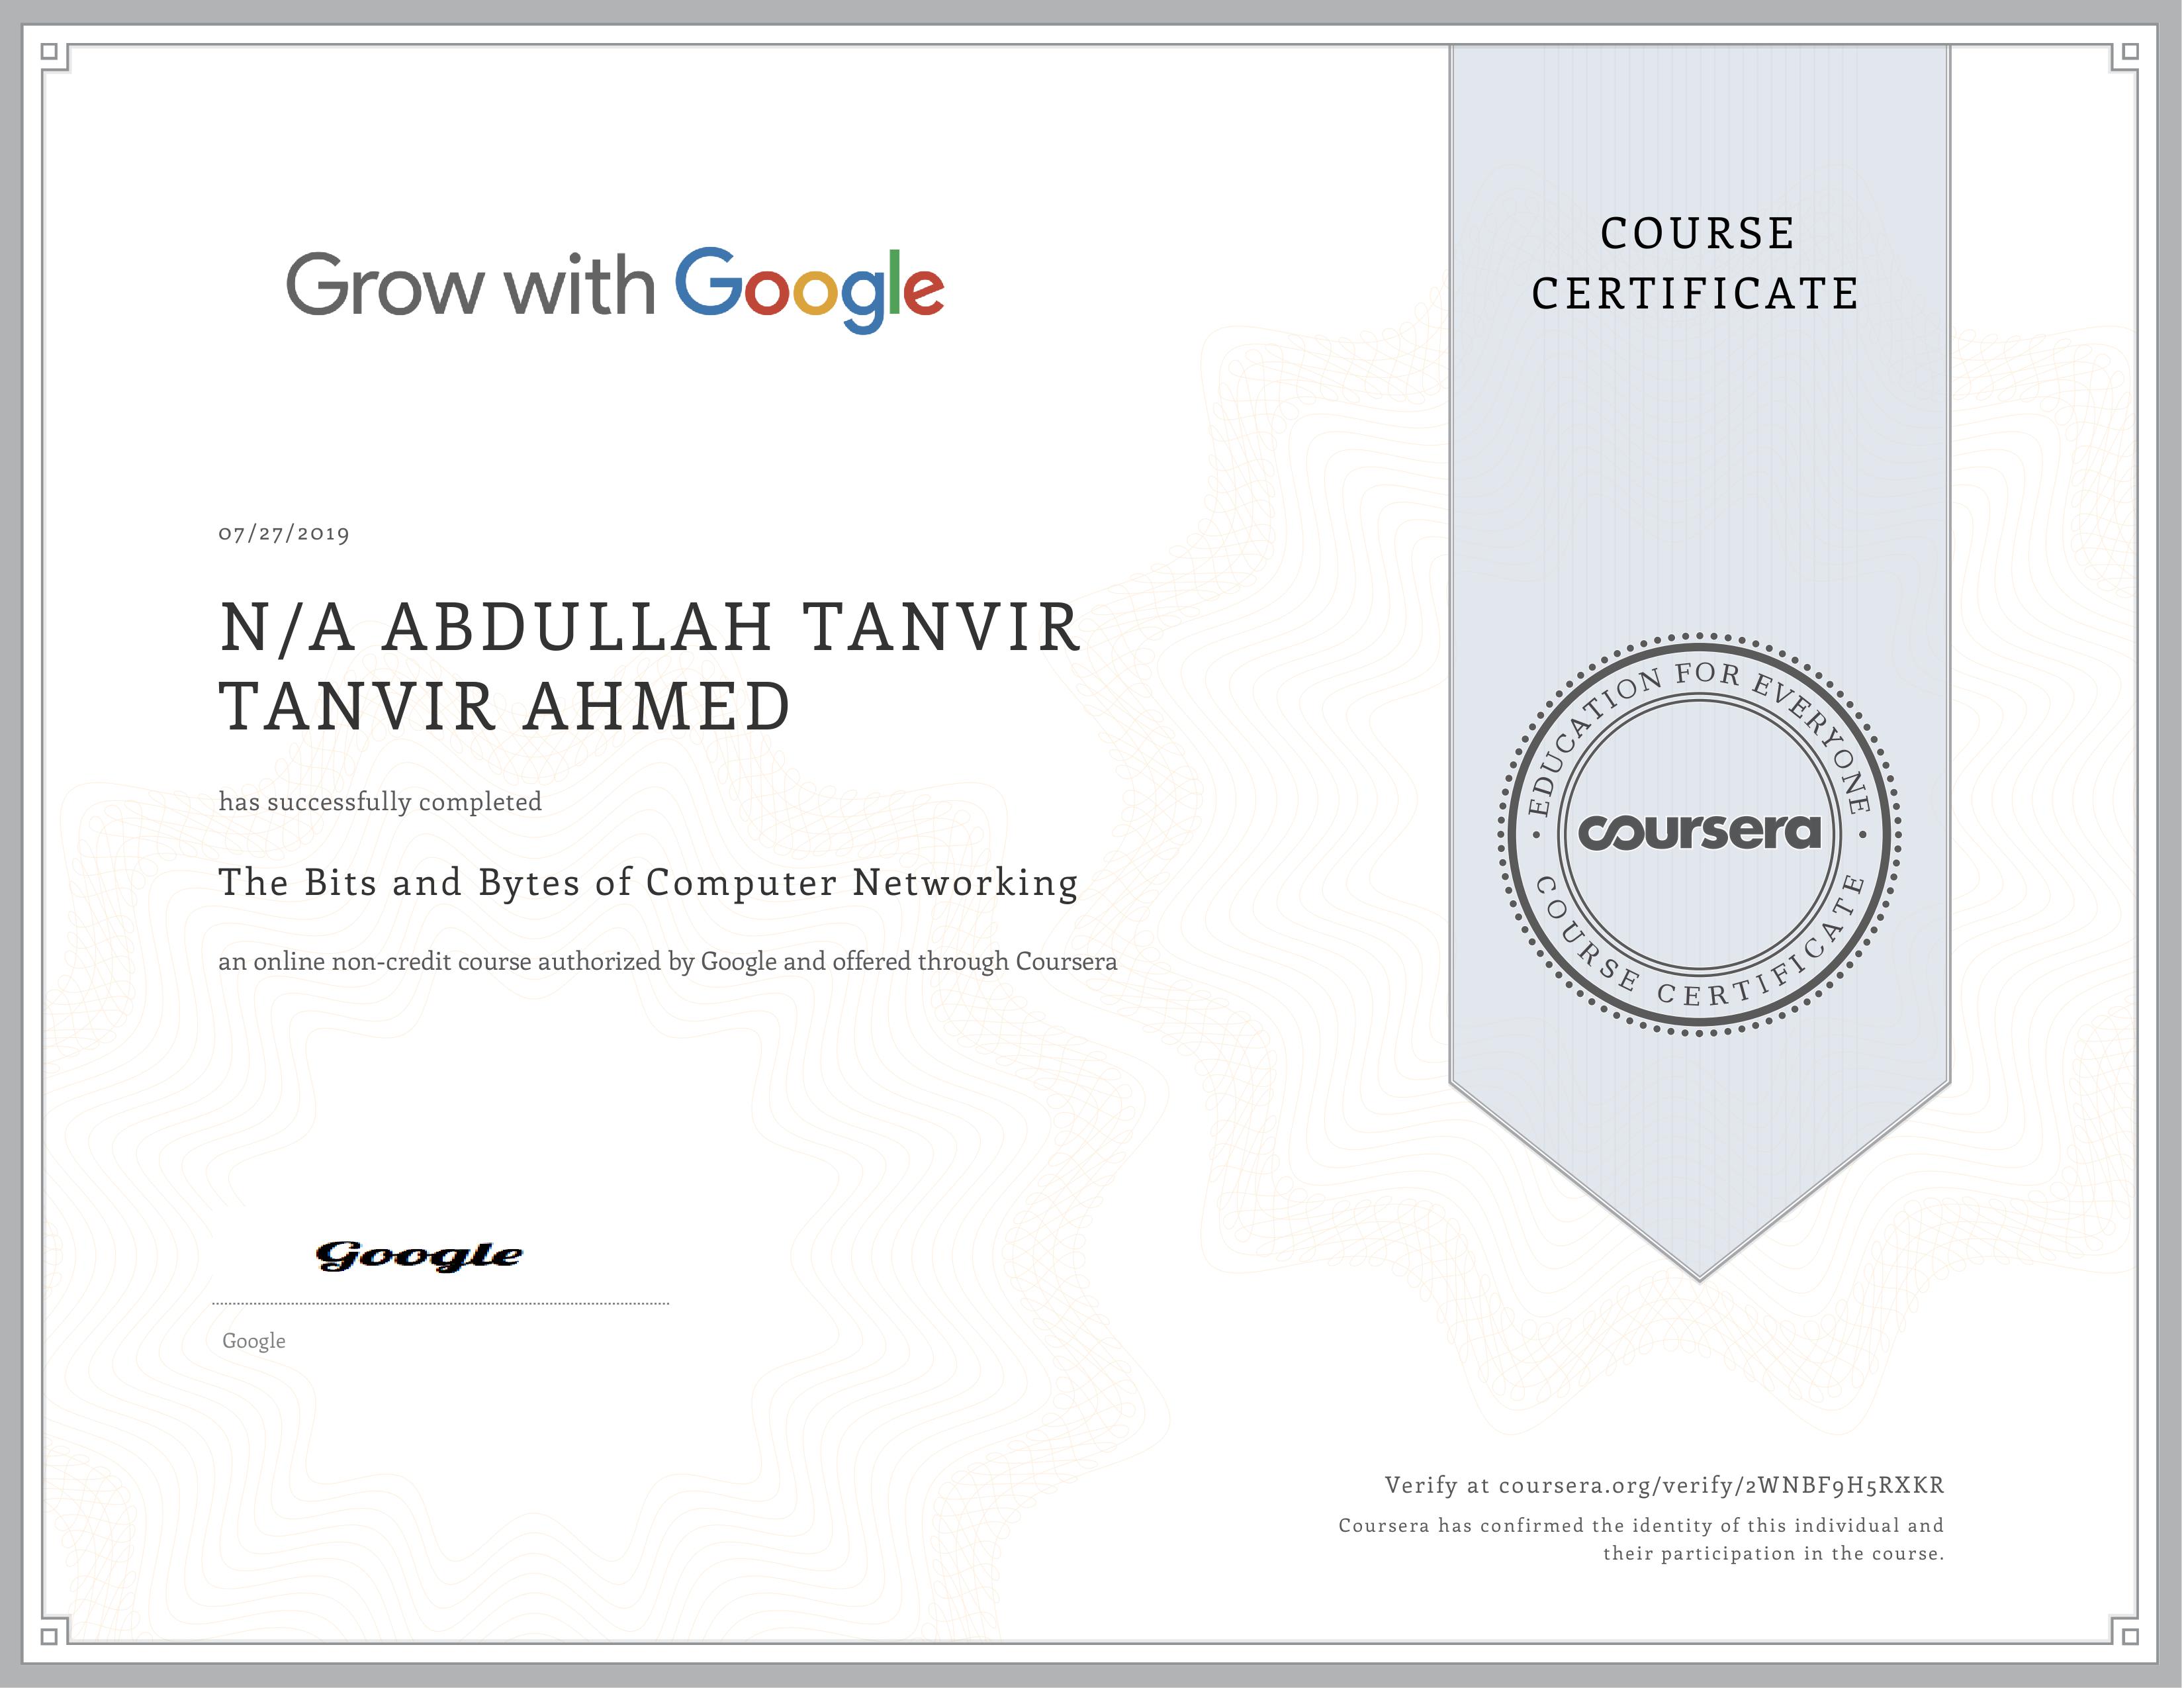 Grow with Google
COURSE
CERTIFICATE
07/27/2019
N/A ABDULLAH TANVIR
TANVIR AHMED
has successfully completed
The Bits and Bytes of Computer Networking
an online non-credit course authorized by Google and offered through Coursera
EDUCATION FOR EVERYONE
coursera
COURSE CERTIFICATE
Google
Google
Verify at coursera.org/verify/2WNBF9H5RXKR
Coursera has confirmed the identity of this individual and
their participation in the course.